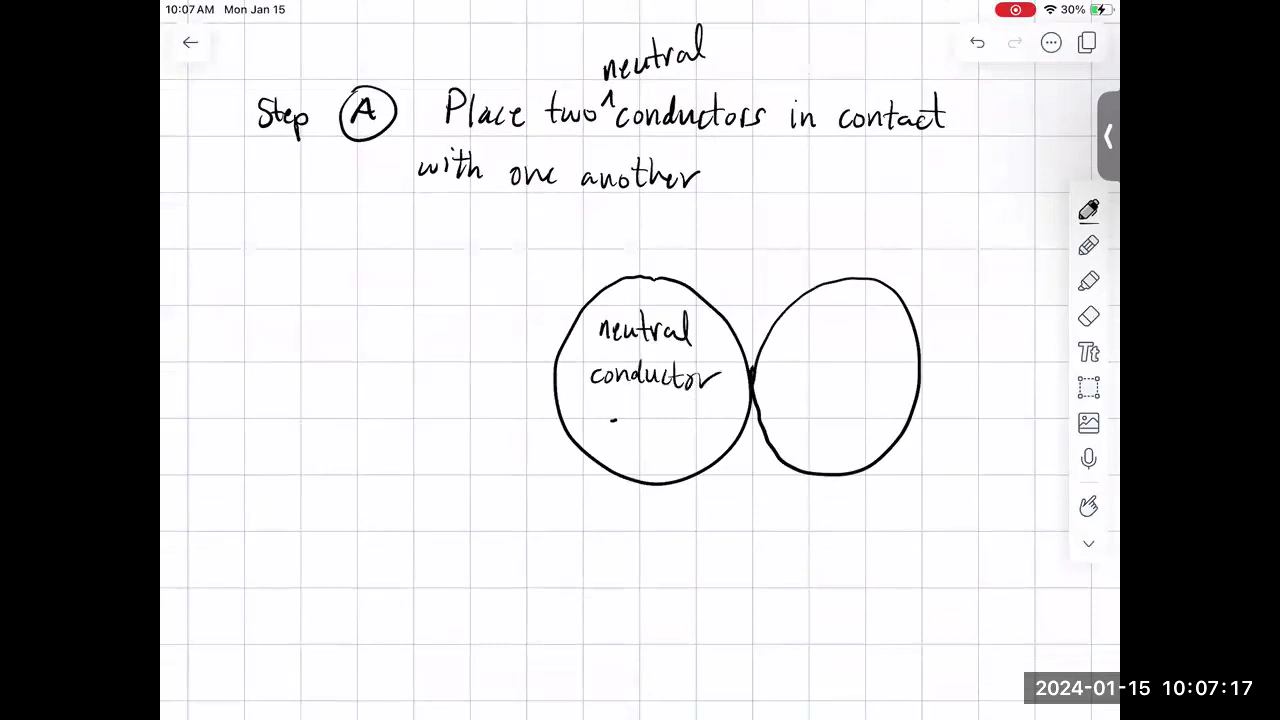 10:07 AM Mon Jan 15
30%
neutral
Step A Place two ^ conductors in contact
with one another
neutral
conductor
Tt
2024-01-15 10:07:17